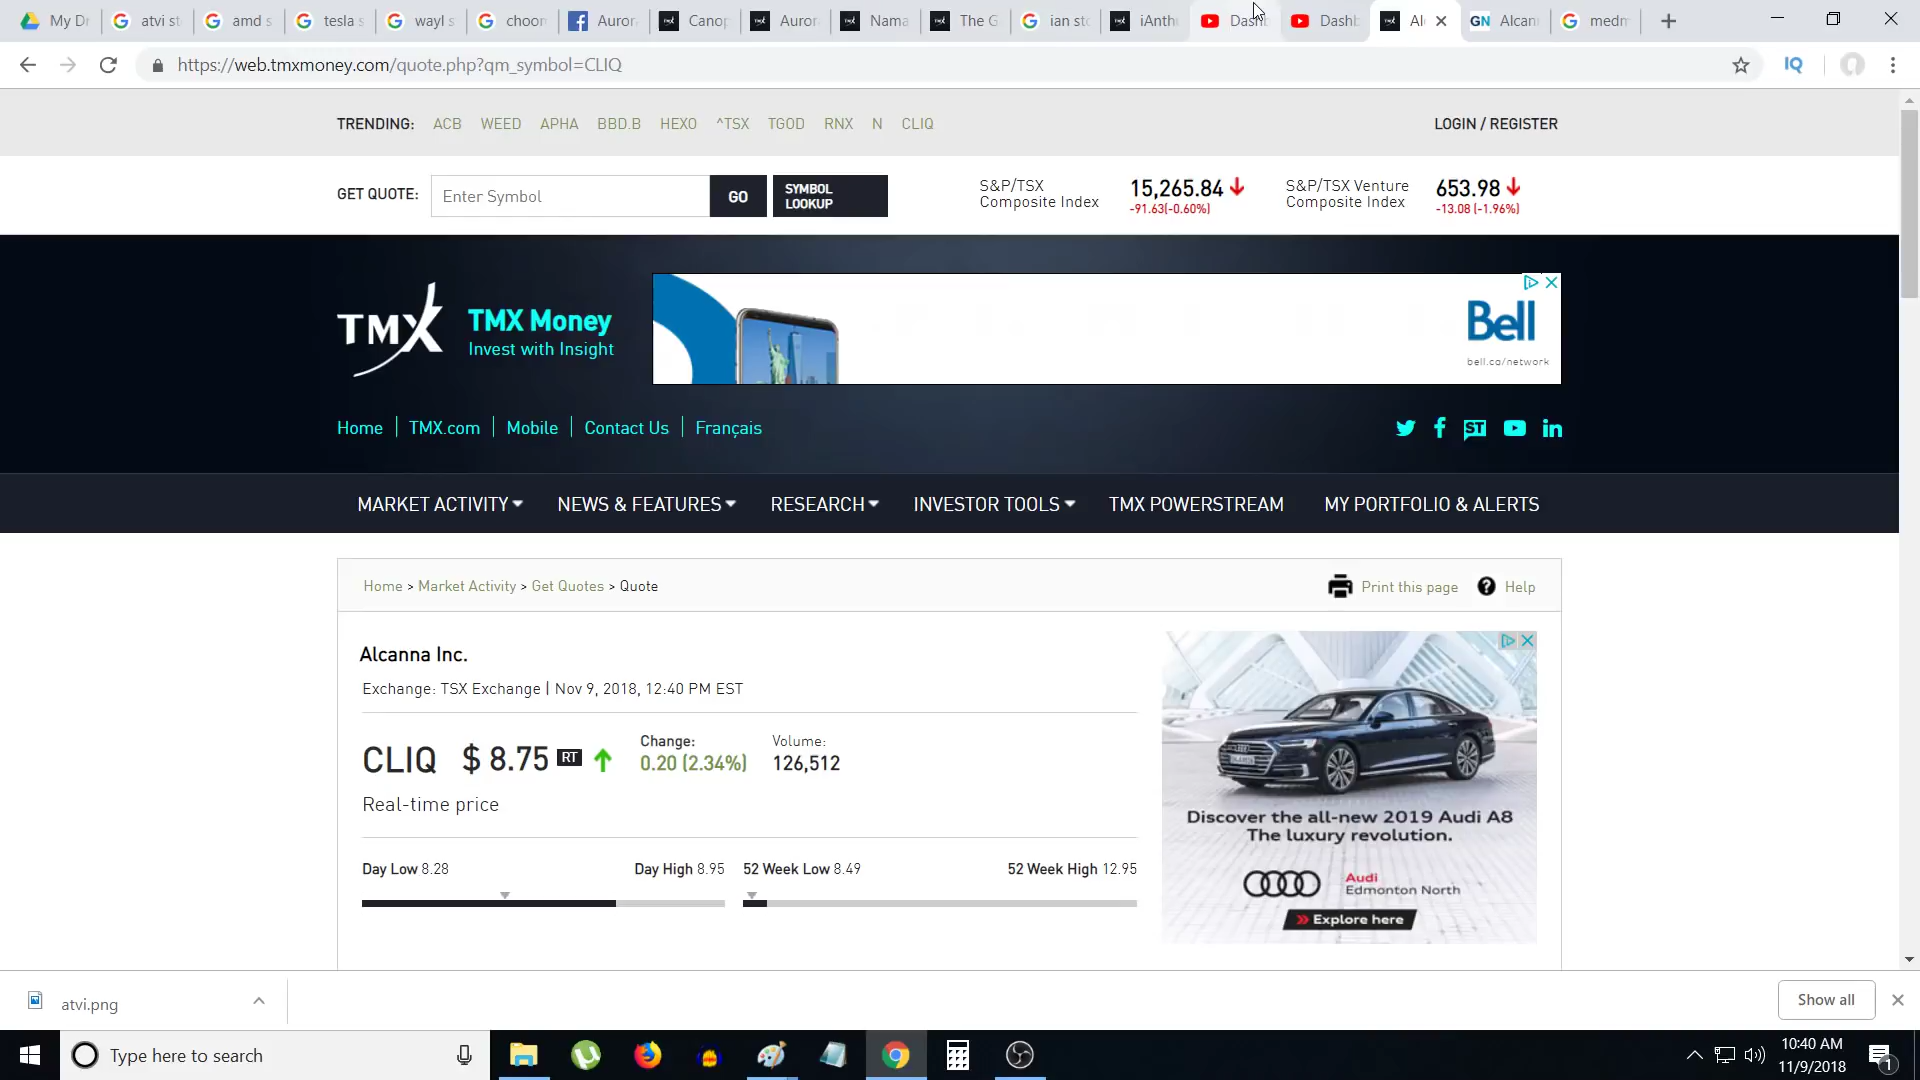 My Dr
atvi st
amd s
tesla s
wayl s
choom
Auror
Canop
Auror
Nama
The G
ian sto
iAnthu
Dashb
Dashb
Al
GN Alcann
medm
https://web.tmxmoney.com/quote.php?qm_symbol=CLIQ
IQ
TRENDING: ACB WEED APHA BBD.B HEXO ^TSX TGOD RNX N CLIQ
LOGIN / REGISTER
GET QUOTE:
Enter Symbol
GO
SYMBOL
LOOKUP
S&P/TSX
Composite Index
15,265.84
-91.63(-0.60%)
S&P/TSX Venture
Composite Index
653.98
-13.08 (-1.96%)
TMX
TMX Money
Invest with Insight
Bell
bell.ca/network
Home
TMX.com
Mobile
Contact Us
Français
ST
MARKET ACTIVITY
NEWS & FEATURES
RESEARCH
INVESTOR TOOLS
TMX POWERSTREAM
MY PORTFOLIO & ALERTS
Home > Market Activity > Get Quotes > Quote
Print this page
Help
Alcanna Inc.
Exchange: TSX Exchange | Nov 9, 2018, 12:40 PM EST
CLIQ $ 8.75 RT
Change:
0.20 (2.34%)
Volume:
126,512
Real-time price
Day Low 8.28
Day High 8.95
52 Week Low 8.49
52 Week High 12.95
Discover the all-new 2019 Audi A8
The luxury revolution.
Audi
Edmonton North
Explore here
atvi.png
Show all
Type here to search
10:40 AM
11/9/2018
1